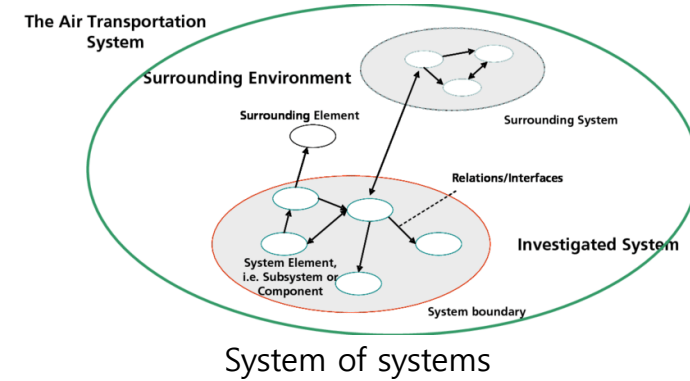 The Air Transportation
System
Surrounding Environment
Surrounding Element
Surrounding System
Relations/Interfaces
Investigated System
System Element,
i.e. Subsystem or
Component
System boundary
System of systems